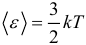 ⟨ε⟩ = 3/2 kT